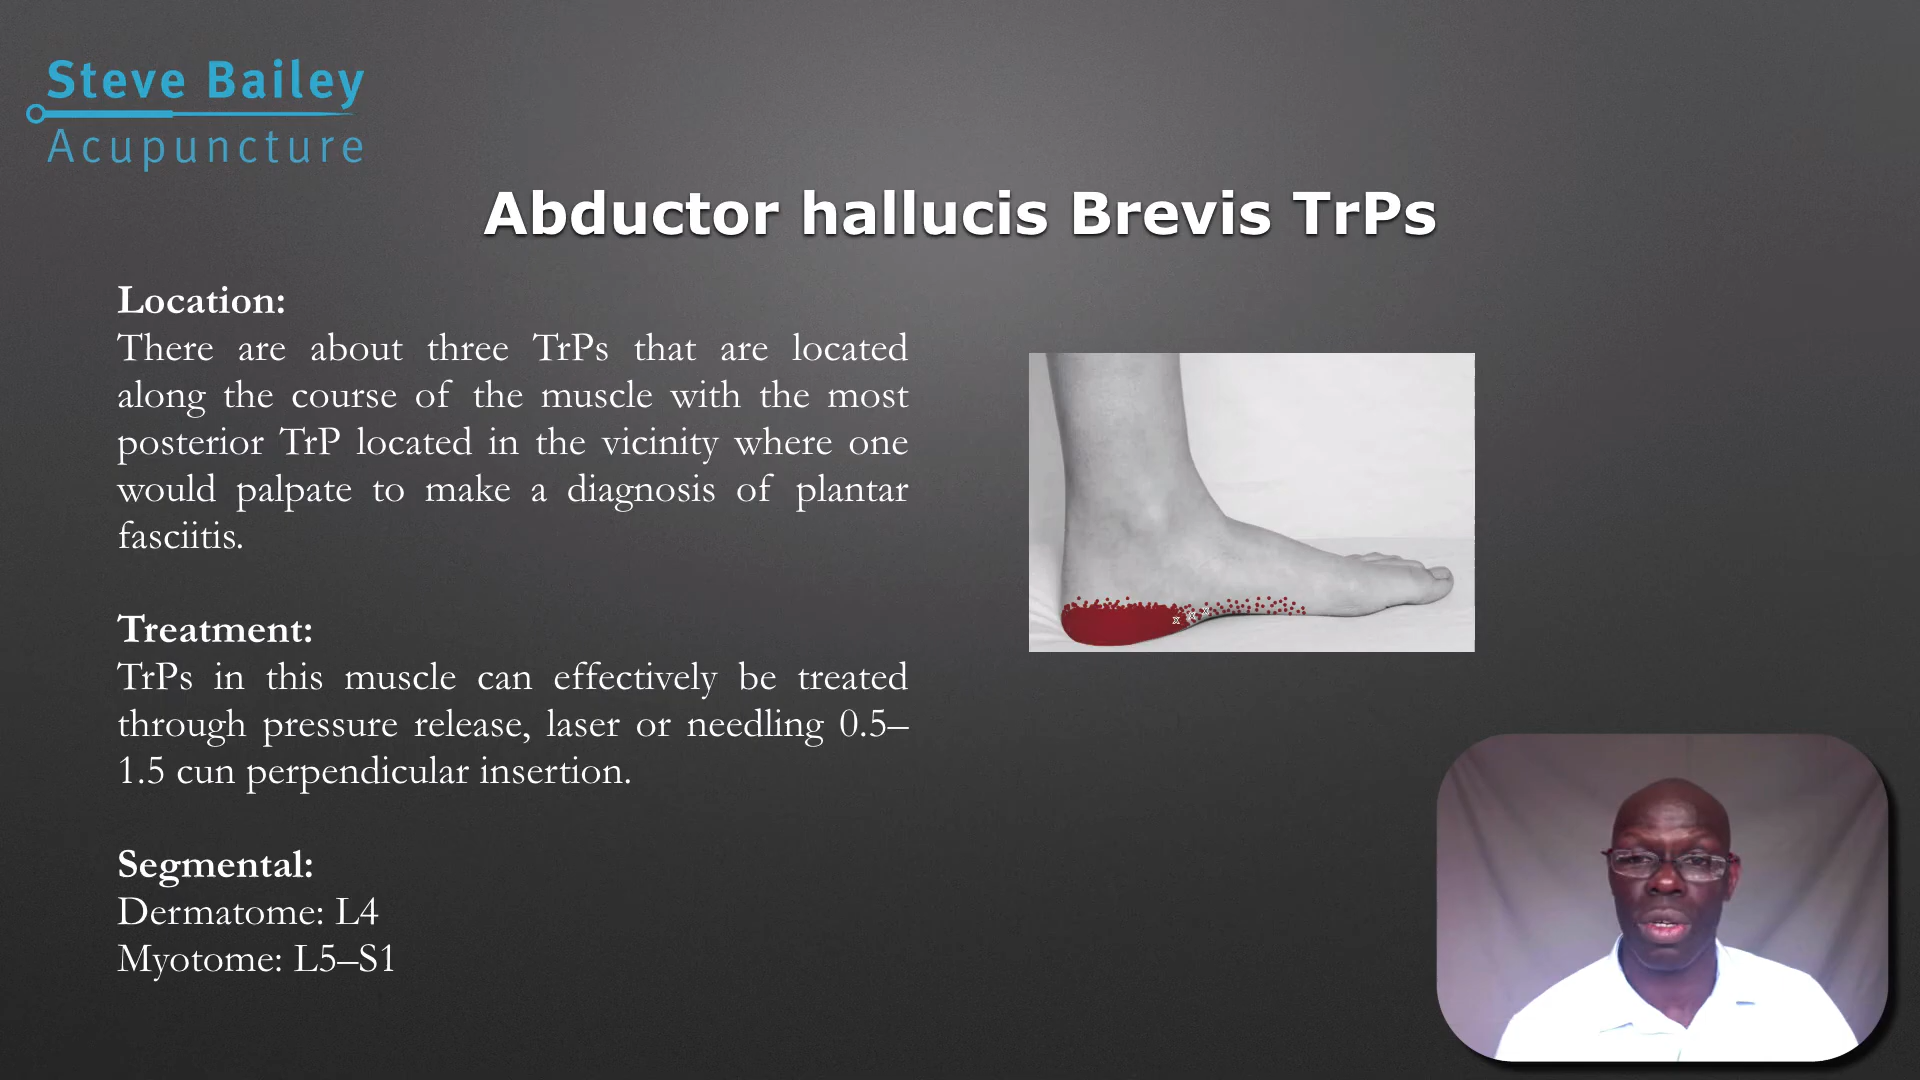 Steve Bailey
Acupuncture
Abductor hallucis Brevis TrPs
Location:
There are about three TrPs that are located
along the course of the muscle with the most
posterior TrP located in the vicinity where one
would palpate to make a diagnosis of plantar
fasciitis.
Treatment:
TrPs in this muscle can effectively be treated
through pressure release, laser or needling 0.5–
1.5 cun perpendicular insertion.
Segmental:
Dermatome: L4
Myotome: L5–S1
x x x